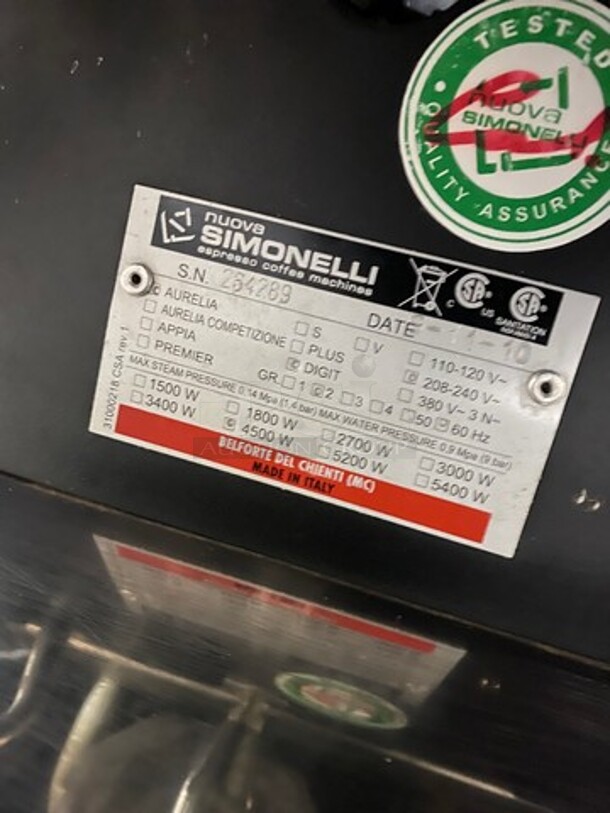 TESTED
nuova
SIMONELLI
QUALITY ASSURANCE
nuova
SIMONELLI
espresso coffee machines
C US
SANITATION
S.N. 264289
DATE
AURELIA
AURELIA COMPETIZIONE
APPIA
PREMIER
S
V
PLUS
DIGIT
GR. 1 2 3 4
110-120 V~
208-240 V~
380 V~ 3 N~
50 60 Hz
MAX STEAM PRESSURE 0,14 Mpa (1,4 bar) MAX WATER PRESSURE 0,9 Mpa (9 bar)
1500 W 1800 W 2700 W 3000 W
3400 W 4500 W 5200 W 5400 W
BELFORTE DEL CHIENTI (MC)
MADE IN ITALY
31000218 CSA rev.1